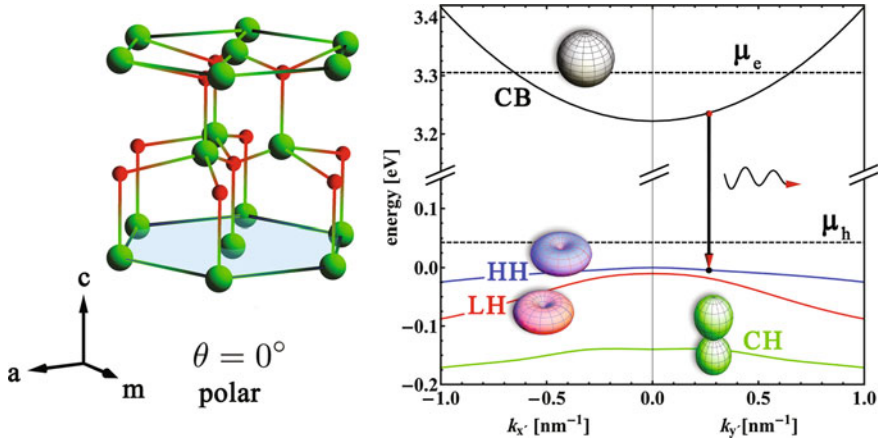 c
a
m
θ = 0°
polar
energy [eV]
3.4
3.3
3.2
0.05
0.0
−0.1
−0.2
CB
μe
μh
HH
LH
CH
−1.0
−0.5
0.0
0.5
1.0
kx´ [nm⁻¹]
ky´ [nm⁻¹]